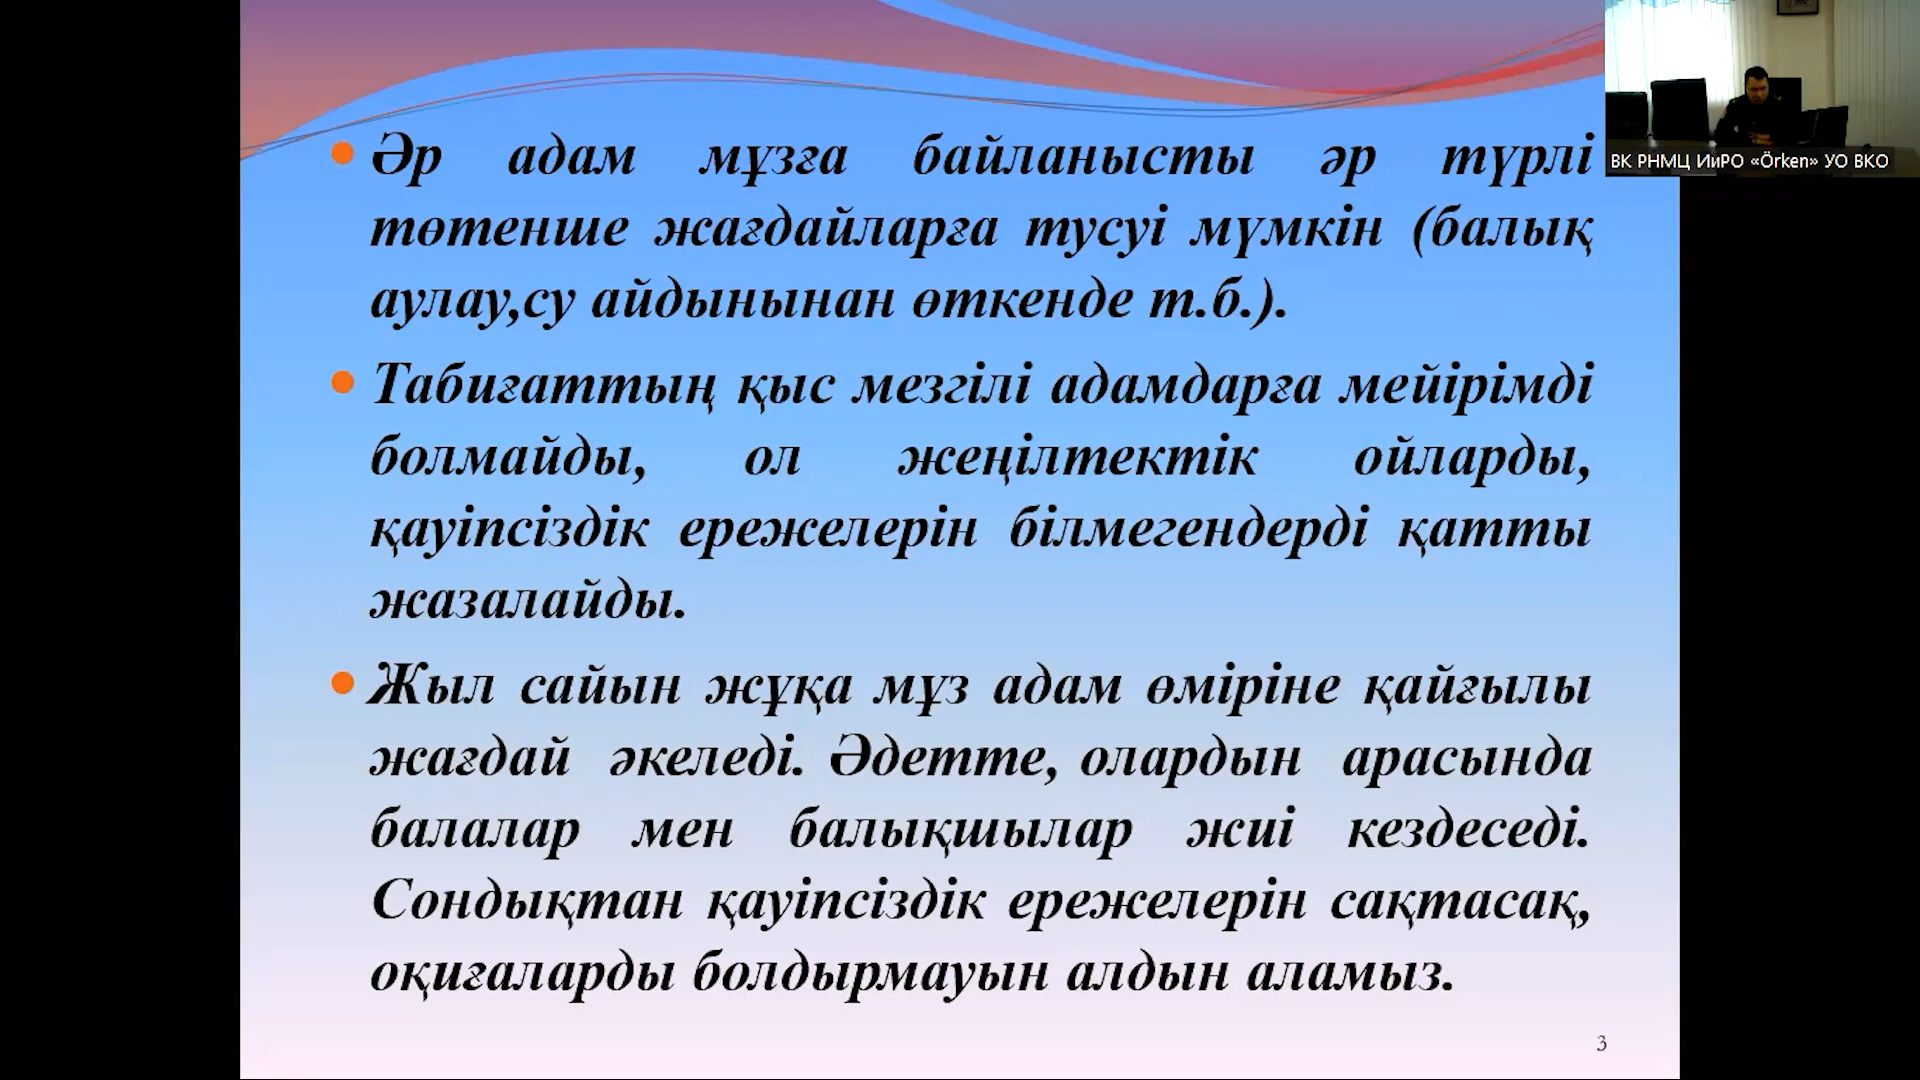 Әр адам мұзға байланысты әр түрлі
төтенше жағдайларға тусуі мүмкін (балық
аулау,су айдынынан өткенде т.б.).
Табиғаттың қыс мезгілі адамдарға мейірімді
болмайды, ол жеңілтектік ойларды,
қауіпсіздік ережелерін білмегендерді қатты
жазалайды.
Жыл сайын жұқа мұз адам өміріне қайғылы
жағдай әкеледі. Әдетте, олардын арасында
балалар мен балықшылар жиі кездеседі.
Сондықтан қауіпсіздік ережелерін сақтасақ,
оқиғаларды болдырмауын алдын аламыз.
3
ВК РНМЦ ИиРО «Örken» УО ВКО